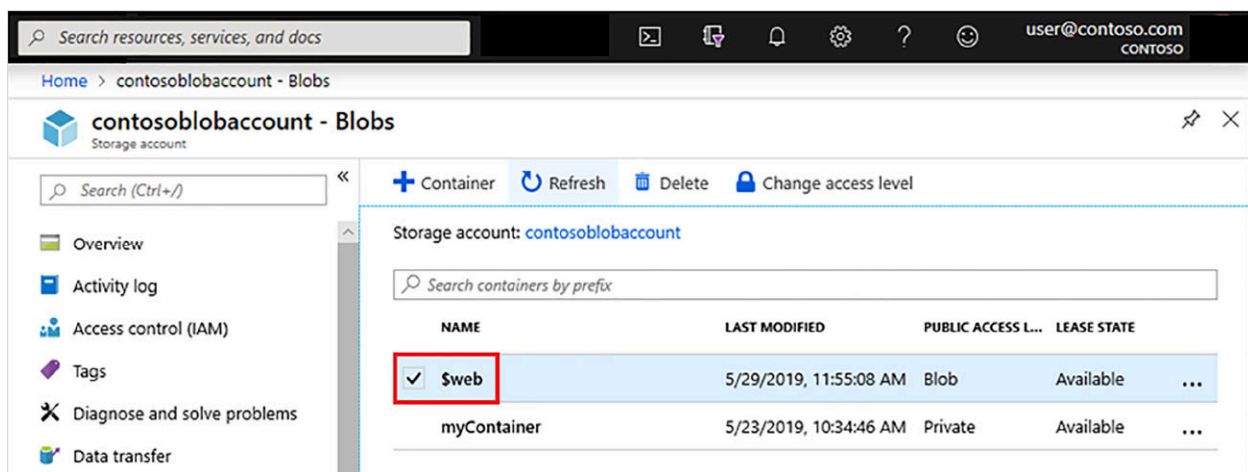 Search resources, services, and docs
user@contoso.com
CONTOSO
Home > contosoblobaccount - Blobs
contosoblobaccount - Blobs
Storage account
Search (Ctrl+/)
Overview
Activity log
Access control (IAM)
Tags
Diagnose and solve problems
Data transfer
Container Refresh Delete Change access level
Storage account: contosoblobaccount
Search containers by prefix
NAME LAST MODIFIED PUBLIC ACCESS L... LEASE STATE
$web 5/29/2019, 11:55:08 AM Blob Available ...
myContainer 5/23/2019, 10:34:46 AM Private Available ...